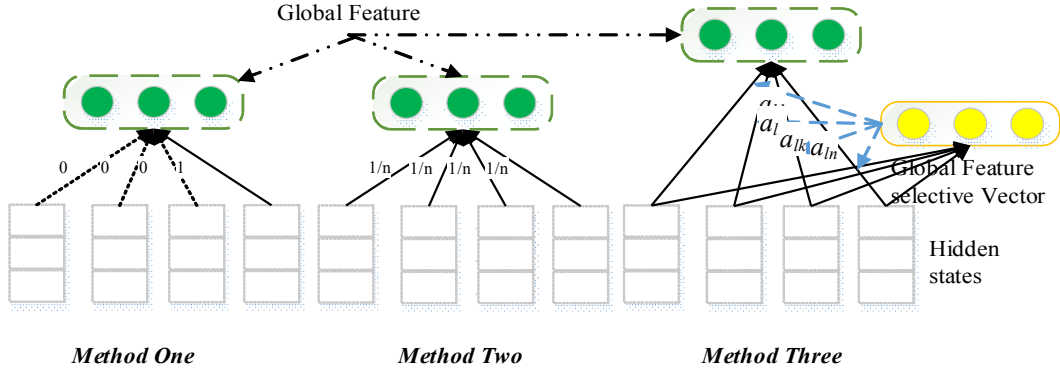 Global Feature
0 0 0 1
1/n 1/n 1/n 1/n
a_l
a_lk
a_ln
Global Feature
selective Vector
Hidden
states
Method One Method Two Method Three